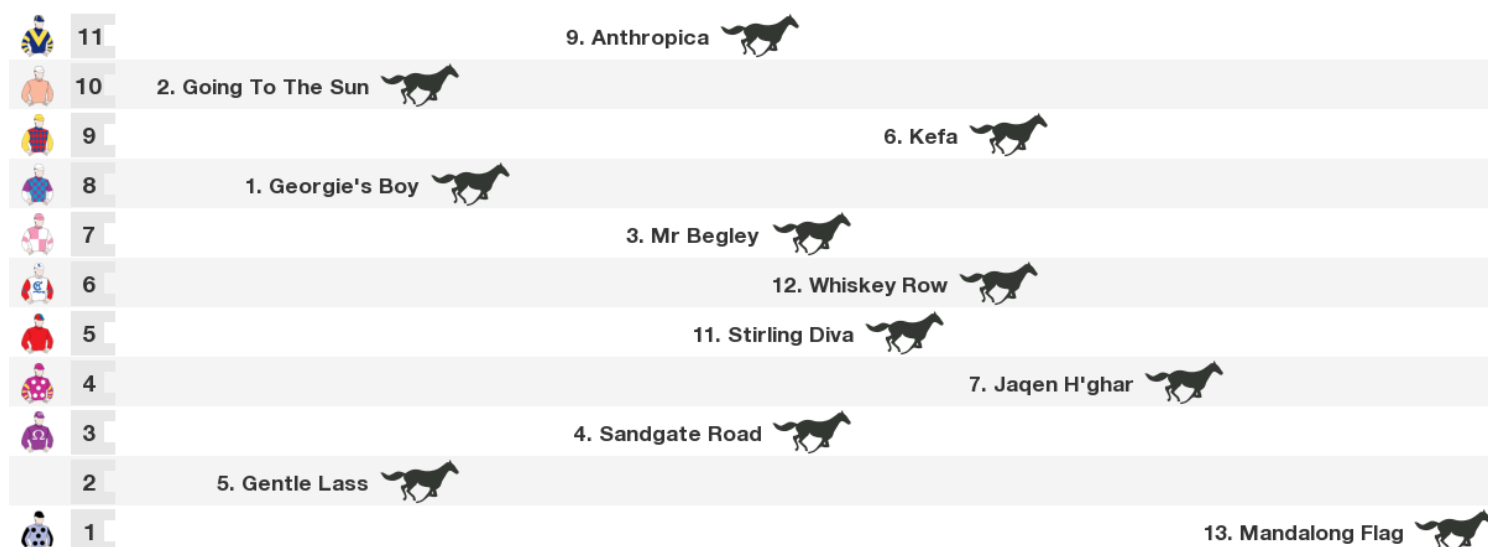 11 9. Anthropica
10 2. Going To The Sun
9 6. Kefa
8 1. Georgie's Boy
7 3. Mr Begley
6 12. Whiskey Row
5 11. Stirling Diva
4 7. Jaqen H'ghar
3 4. Sandgate Road
2 5. Gentle Lass
1 13. Mandalong Flag